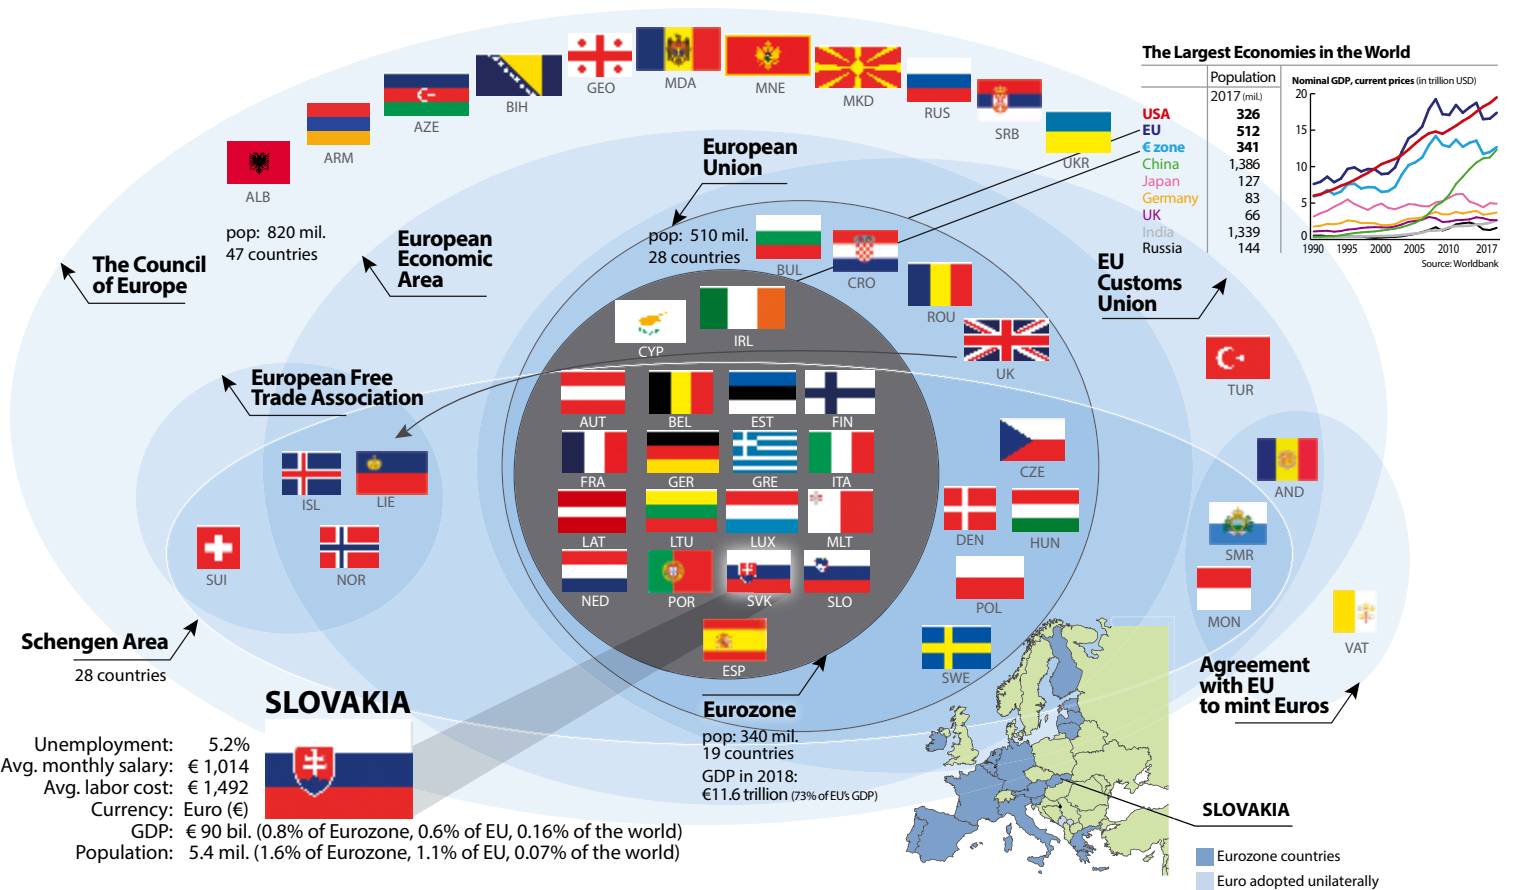 GEO
MDA
MNE
MKD
BIH
RUS
AZE
SRB
ARM
UKR
ALB
pop: 820 mil.
47 countries
The Council
of Europe
European
Economic
Area
European
Union
pop: 510 mil.
28 countries
BUL
CRO
ROU
UK
EU
Customs
Union
TUR
The Largest Economies in the World
Population
2017 (mil.)
USA 326
EU 512
€ zone 341
China 1,386
Japan 127
Germany 83
UK 66
India 1,339
Russia 144
Nominal GDP, current prices (in trillion USD)
20
15
10
5
0
1990 1995 2000 2005 2010 2017
Source: Worldbank
European Free
Trade Association
ISL
LIE
SUI
NOR
Schengen Area
28 countries
CYP
IRL
AUT BEL EST FIN
FRA GER GRE ITA
LAT LTU LUX MLT
NED POR SVK SLO
ESP
CZE
DEN
HUN
POL
SWE
AND
SMR
MON
VAT
Agreement
with EU
to mint Euros
Eurozone
pop: 340 mil.
19 countries
GDP in 2018:
€11.6 trillion (73% of EU's GDP)
SLOVAKIA
Unemployment: 5.2%
Avg. monthly salary: € 1,014
Avg. labor cost: € 1,492
Currency: Euro (€)
GDP: € 90 bil. (0.8% of Eurozone, 0.6% of EU, 0.16% of the world)
Population: 5.4 mil. (1.6% of Eurozone, 1.1% of EU, 0.07% of the world)
SLOVAKIA
Eurozone countries
Euro adopted unilaterally